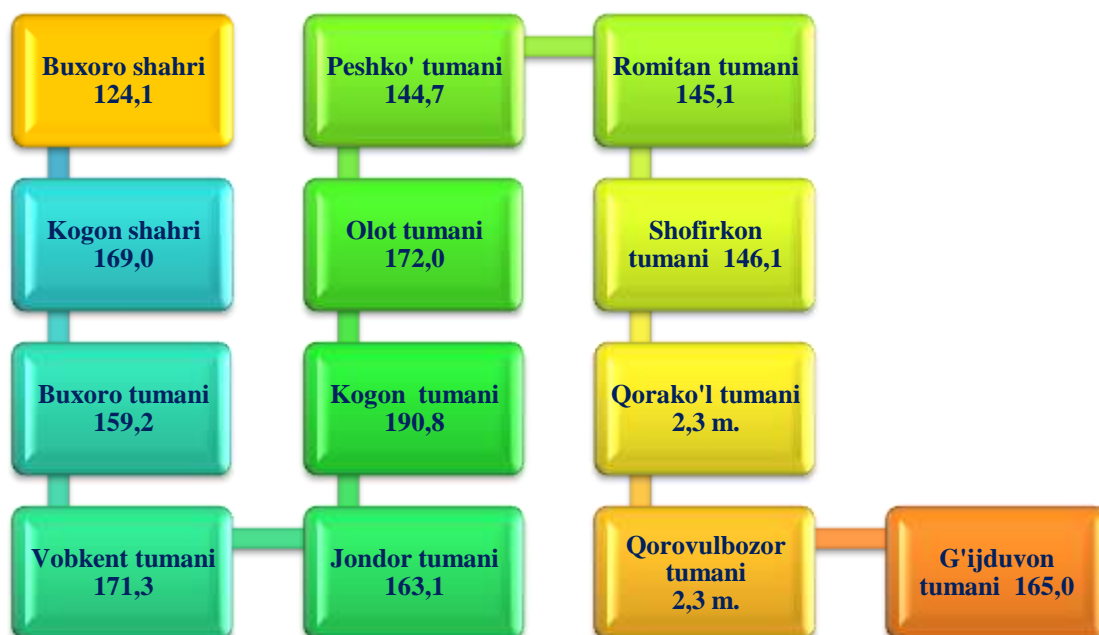 Buxoro shahri
124,1
Kogon shahri
169,0
Buxoro tumani
159,2
Vobkent tumani
171,3
Jondor tumani
163,1
Kogon tumani
190,8
Olot tumani
172,0
Peshko' tumani
144,7
Romitan tumani
145,1
Shofirkon
tumani 146,1
Qorako'l tumani
2,3 m.
Qorovulbozor
tumani
2,3 m.
G'ijduvon
tumani 165,0